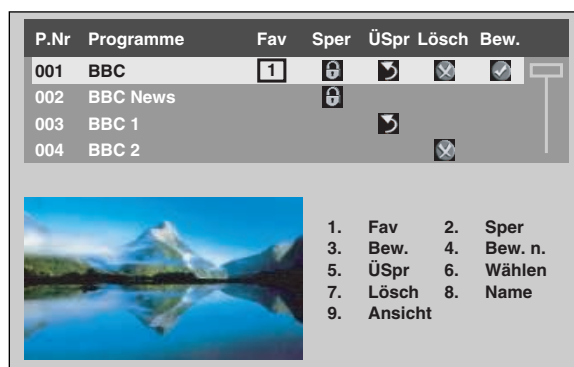 P.Nr Programme Fav Sper ÜSpr Lösch Bew.
001 BBC 1
002 BBC News
003 BBC 1
004 BBC 2
1. Fav 2. Sper
3. Bew. 4. Bew. n.
5. ÜSpr 6. Wählen
7. Lösch 8. Name
9. Ansicht